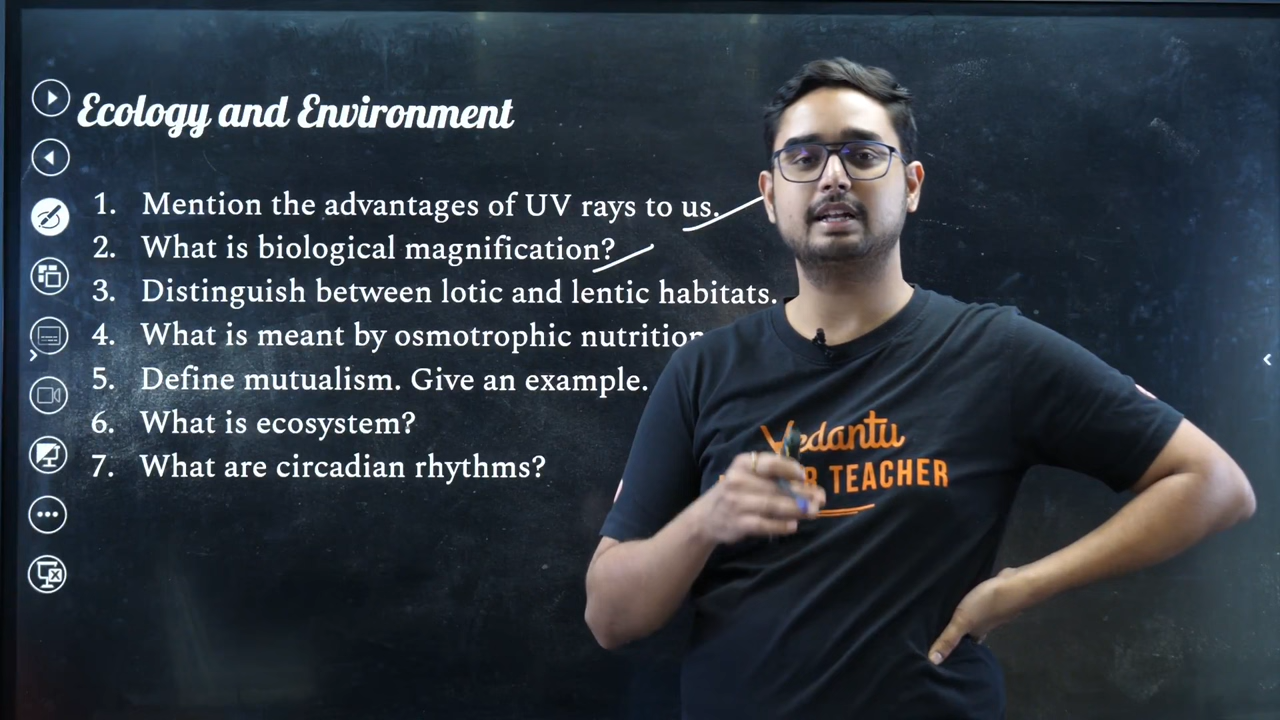 Ecology and Environment
1. Mention the advantages of UV rays to us.
2. What is biological magnification?
3. Distinguish between lotic and lentic habitats.
4. What is meant by osmotrophic nutrition
5. Define mutualism. Give an example.
6. What is ecosystem?
7. What are circadian rhythms?
Vedantu
TEACHER